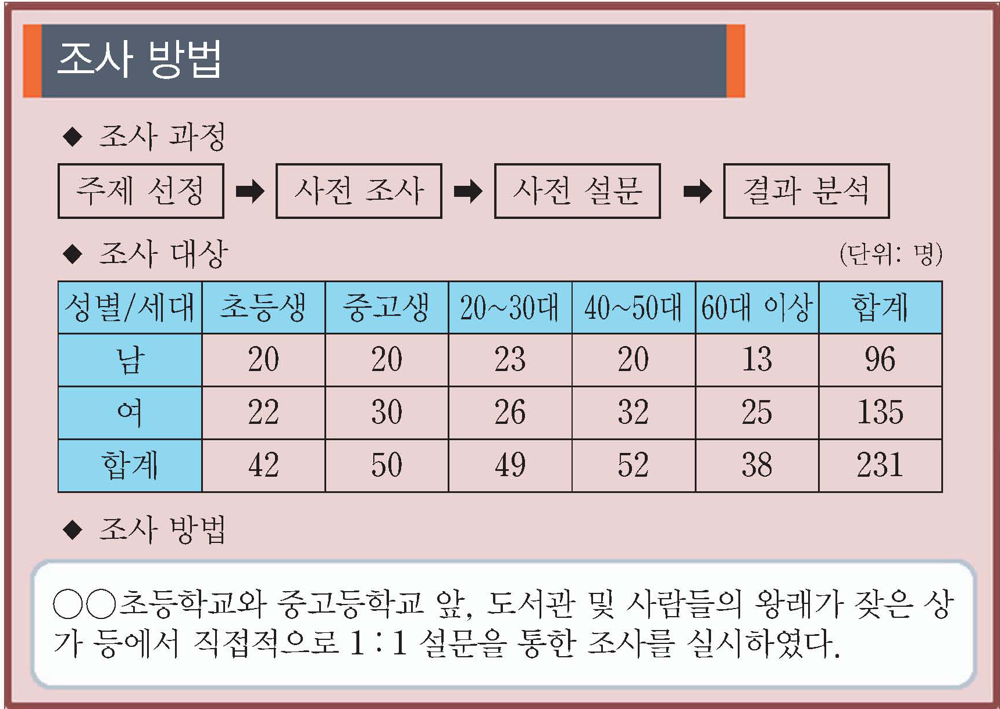 조사 방법
◆ 조사 과정
주제 선정 ➡ 사전 조사 ➡ 사전 설문 ➡ 결과 분석
◆ 조사 대상 (단위: 명)
성별/세대 초등생 중고생 20~30대 40~50대 60대 이상 합계
남 20 20 23 20 13 96
여 22 30 26 32 25 135
합계 42 50 49 52 38 231
◆ 조사 방법
○○초등학교와 중고등학교 앞, 도서관 및 사람들의 왕래가 잦은 상
가 등에서 직접적으로 1 : 1 설문을 통한 조사를 실시하였다.